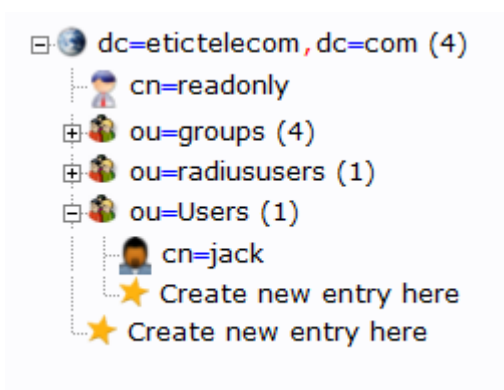 dc=etictelecom,dc=com (4)
cn=readonly
ou=groups (4)
ou=radiususers (1)
ou=Users (1)
cn=jack
Create new entry here
Create new entry here